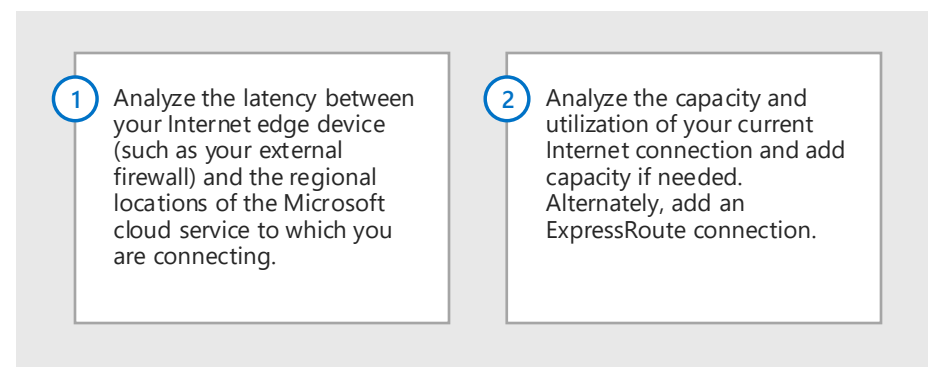 1
Analyze the latency between
your Internet edge device
(such as your external
firewall) and the regional
locations of the Microsoft
cloud service to which you
are connecting.
2
Analyze the capacity and
utilization of your current
Internet connection and add
capacity if needed.
Alternately, add an
ExpressRoute connection.